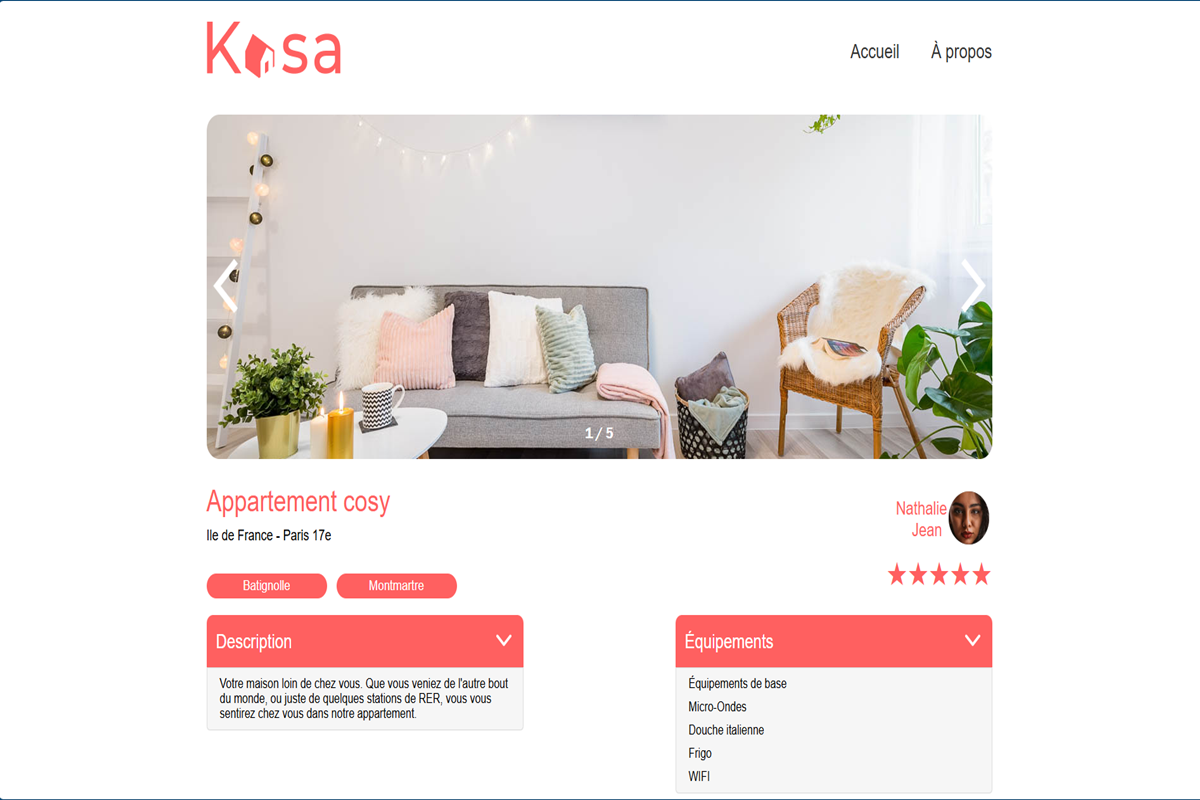 Kasa
Accueil
À propos
1 / 5
Appartement cosy
Ile de France - Paris 17e
Nathalie
Jean
Batignolle
Montmartre
Description
Votre maison loin de chez vous. Que vous veniez de l'autre bout
du monde, ou juste de quelques stations de RER, vous vous
sentirez chez vous dans notre appartement.
Équipements
Équipements de base
Micro-Ondes
Douche italienne
Frigo
WIFI